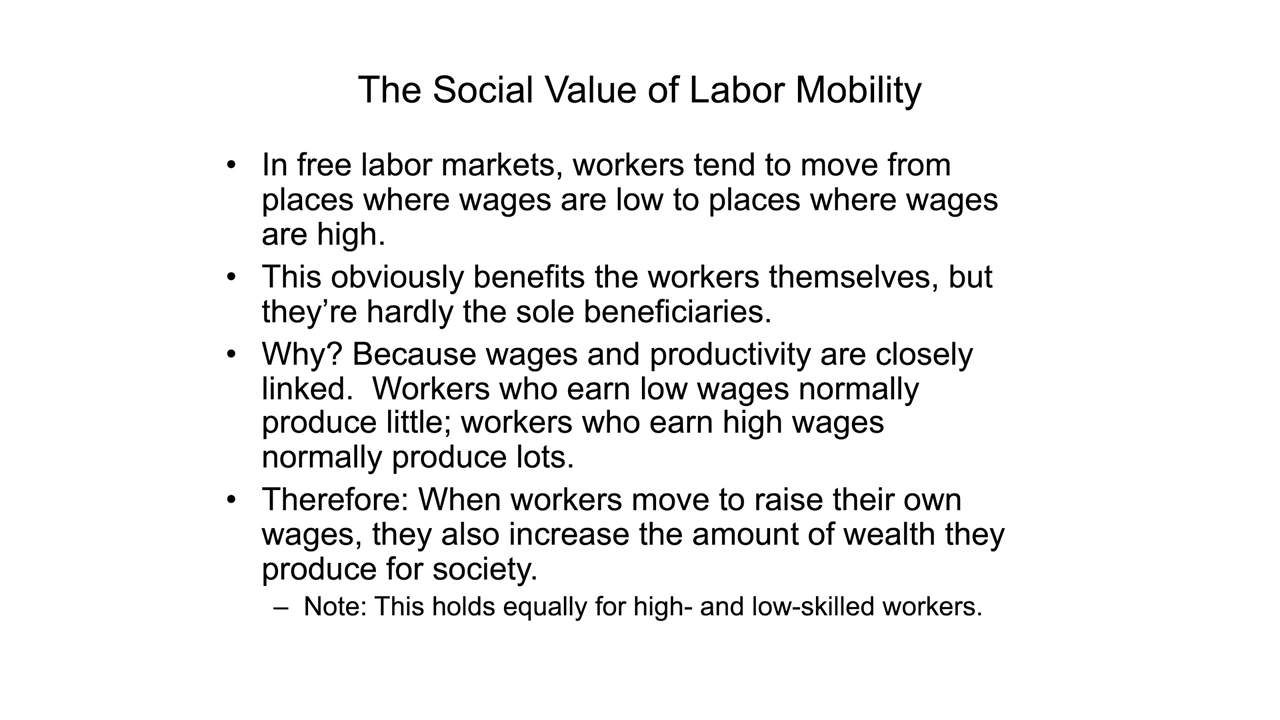 The Social Value of Labor Mobility
• In free labor markets, workers tend to move from
places where wages are low to places where wages
are high.
• This obviously benefits the workers themselves, but
they’re hardly the sole beneficiaries.
• Why? Because wages and productivity are closely
linked.  Workers who earn low wages normally
produce little; workers who earn high wages
normally produce lots.
• Therefore: When workers move to raise their own
wages, they also increase the amount of wealth they
produce for society.
– Note: This holds equally for high- and low-skilled workers.